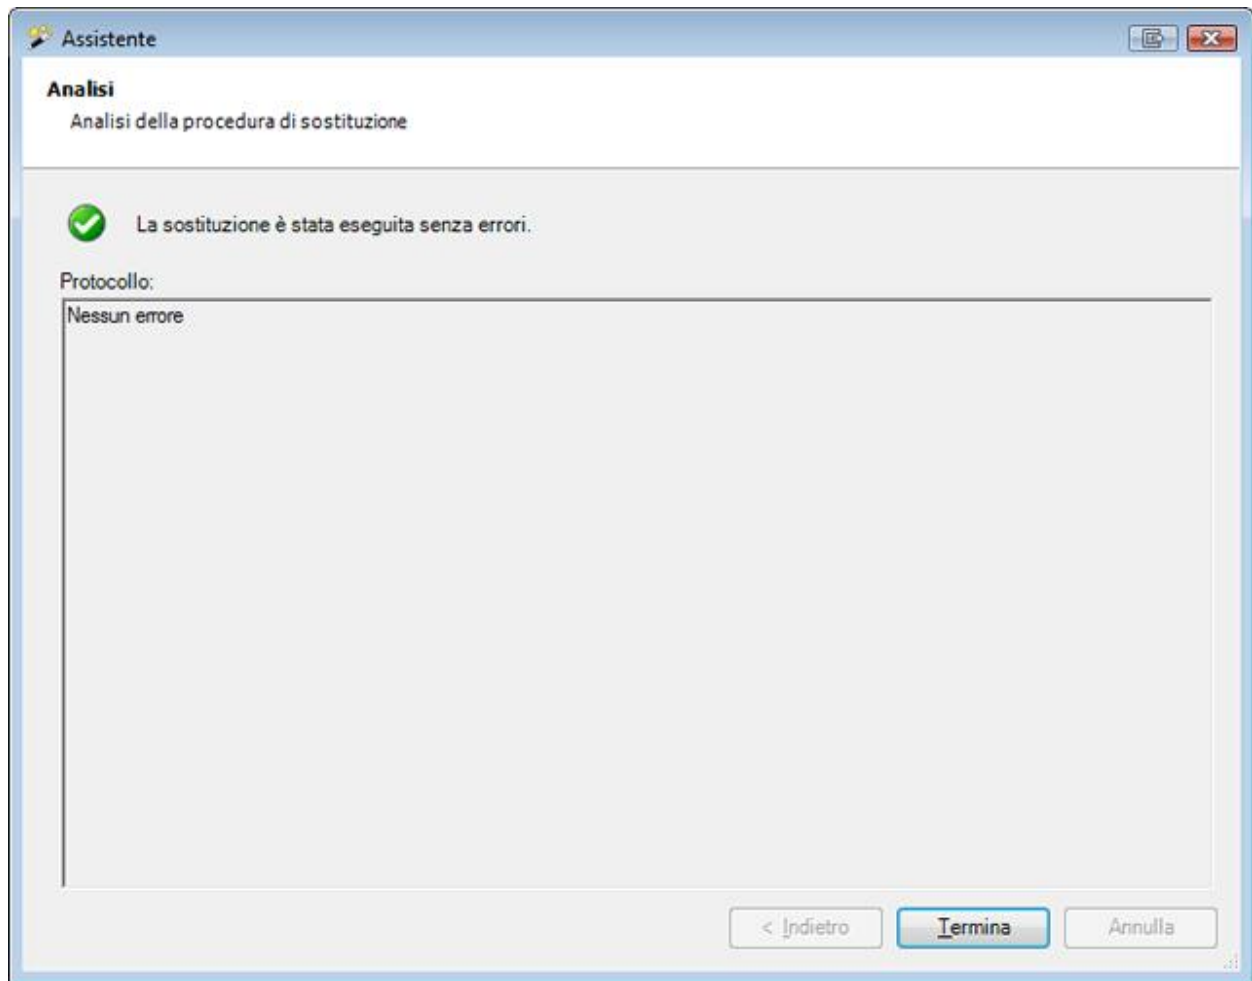 Assistente
Analisi
Analisi della procedura di sostituzione
La sostituzione è stata eseguita senza errori.
Protocollo:
Nessun errore
< Indietro
Termina
Annulla